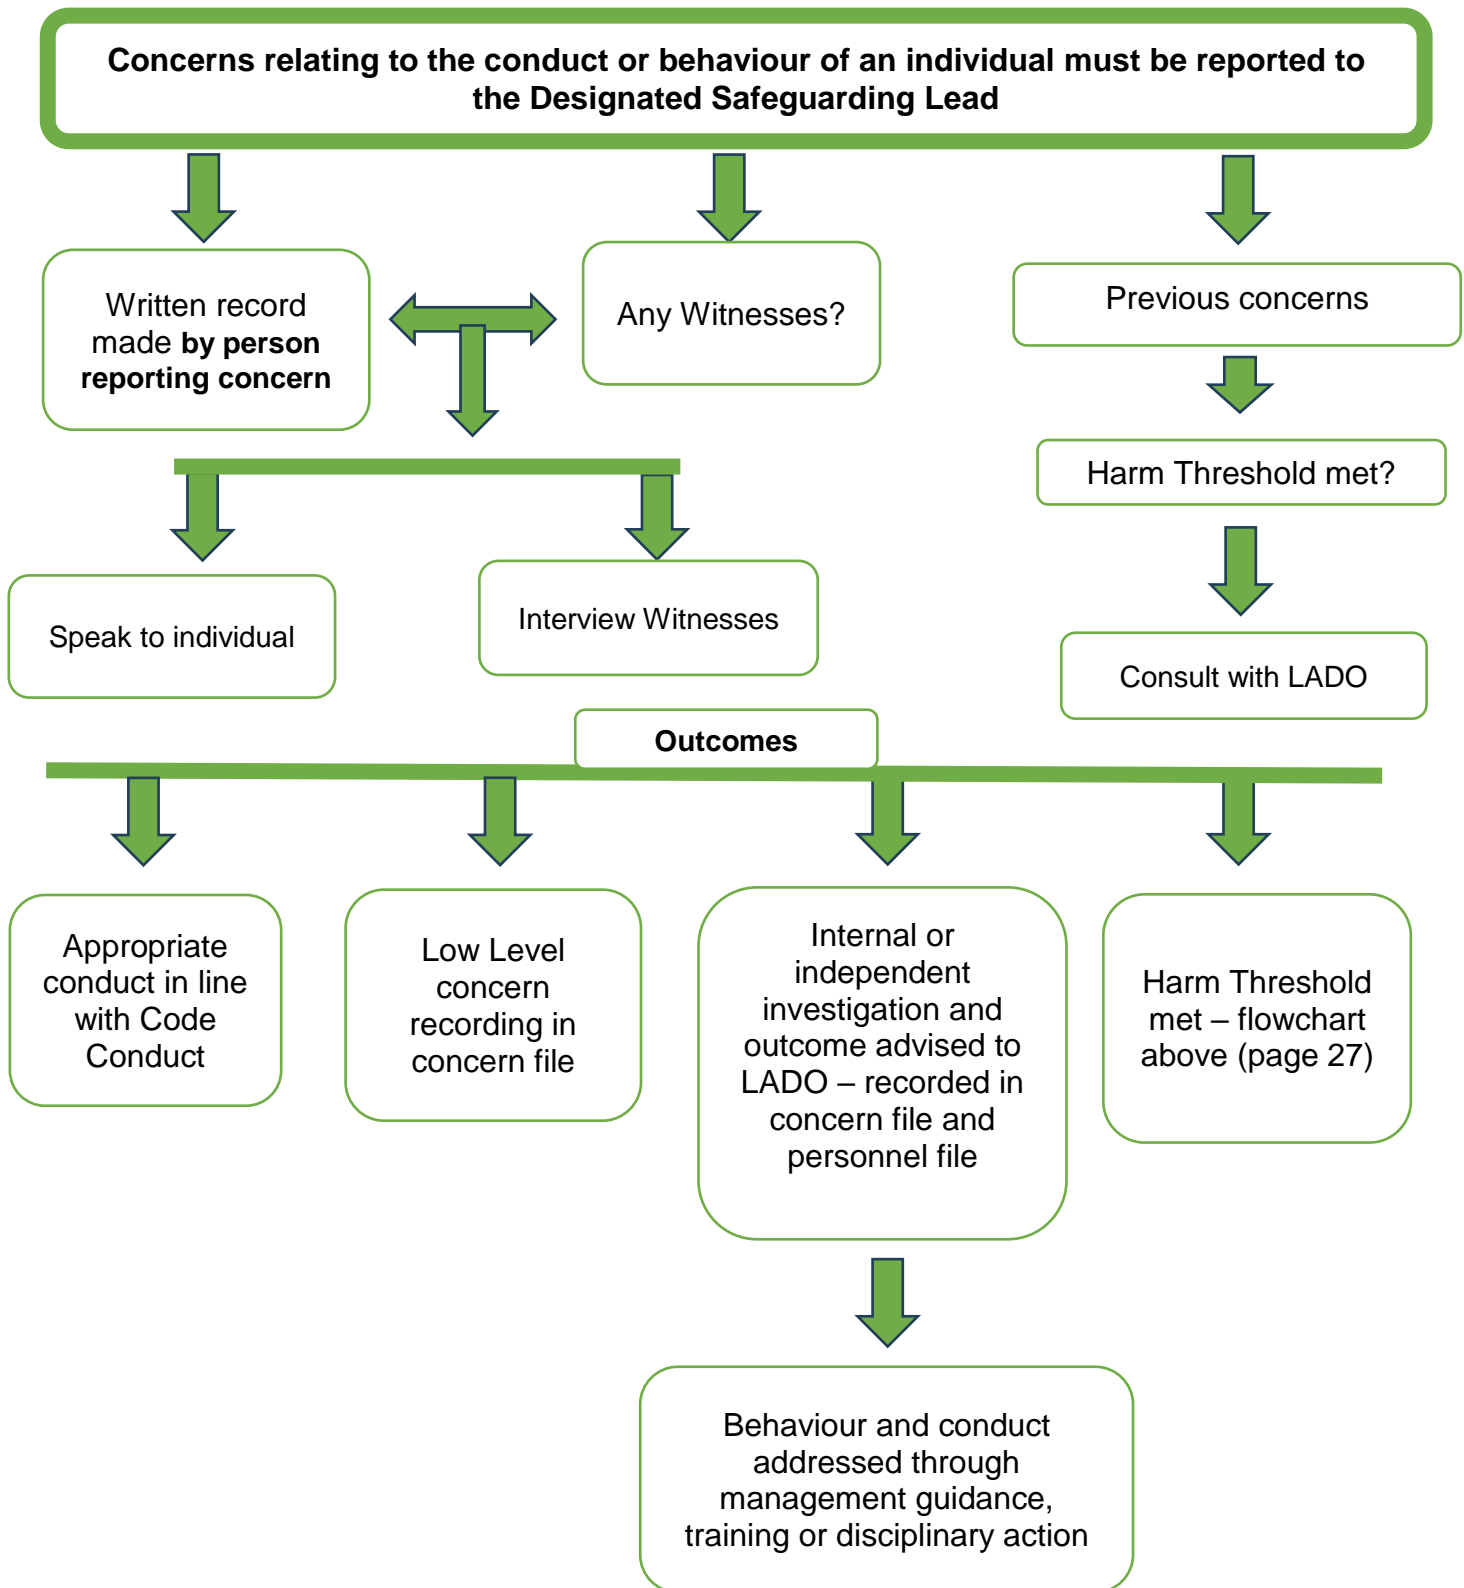 Concerns relating to the conduct or behaviour of an individual must be reported to
the Designated Safeguarding Lead
Written record
made by person
reporting concern
Any Witnesses?
Previous concerns
Harm Threshold met?
Speak to individual
Interview Witnesses
Consult with LADO
Outcomes
Appropriate
conduct in line
with Code
Conduct
Low Level
concern
recording in
concern file
Internal or
independent
investigation and
outcome advised to
LADO – recorded in
concern file and
personnel file
Harm Threshold
met – flowchart
above (page 27)
Behaviour and conduct
addressed through
management guidance,
training or disciplinary action